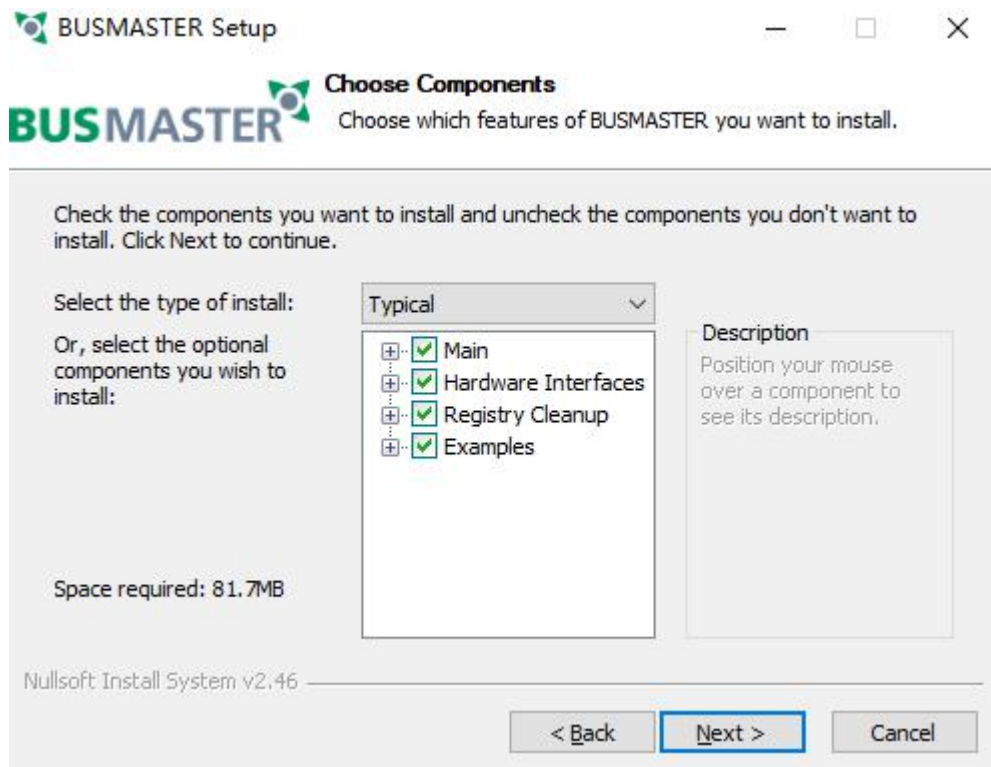 BUSMASTER Setup
BUSMASTER
Choose Components
Choose which features of BUSMASTER you want to install.
Check the components you want to install and uncheck the components you don't want to
install. Click Next to continue.
Select the type of install:
Typical
Or, select the optional
components you wish to
install:
Main
Hardware Interfaces
Registry Cleanup
Examples
Description
Position your mouse
over a component to
see its description.
Space required: 81.7MB
Nullsoft Install System v2.46
< Back
Next >
Cancel